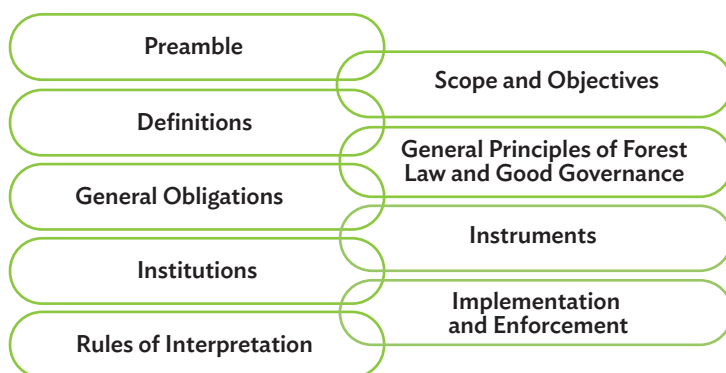 Preamble
Scope and Objectives
Definitions
General Principles of Forest
Law and Good Governance
General Obligations
Instruments
Institutions
Implementation
and Enforcement
Rules of Interpretation